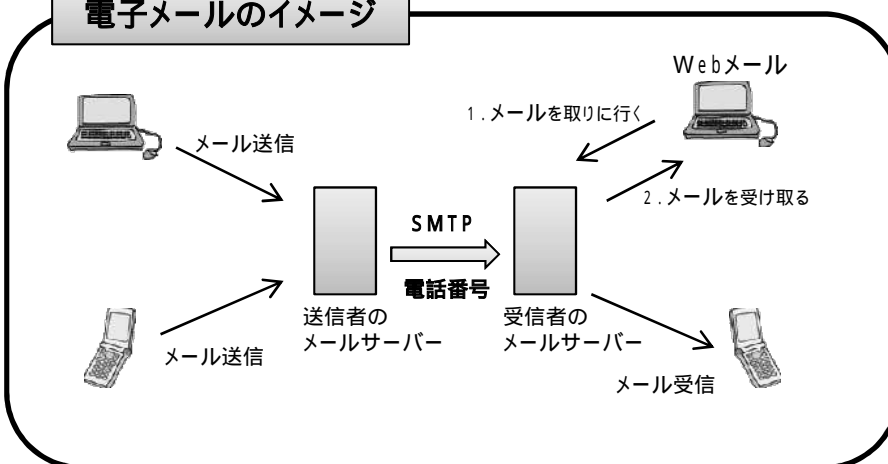 電子メールのイメージ
Webメール
1.メールを取りに行く
メール送信
2.メールを受け取る
SMTP
電話番号
送信者の
メールサーバー
受信者の
メールサーバー
メール送信
メール受信